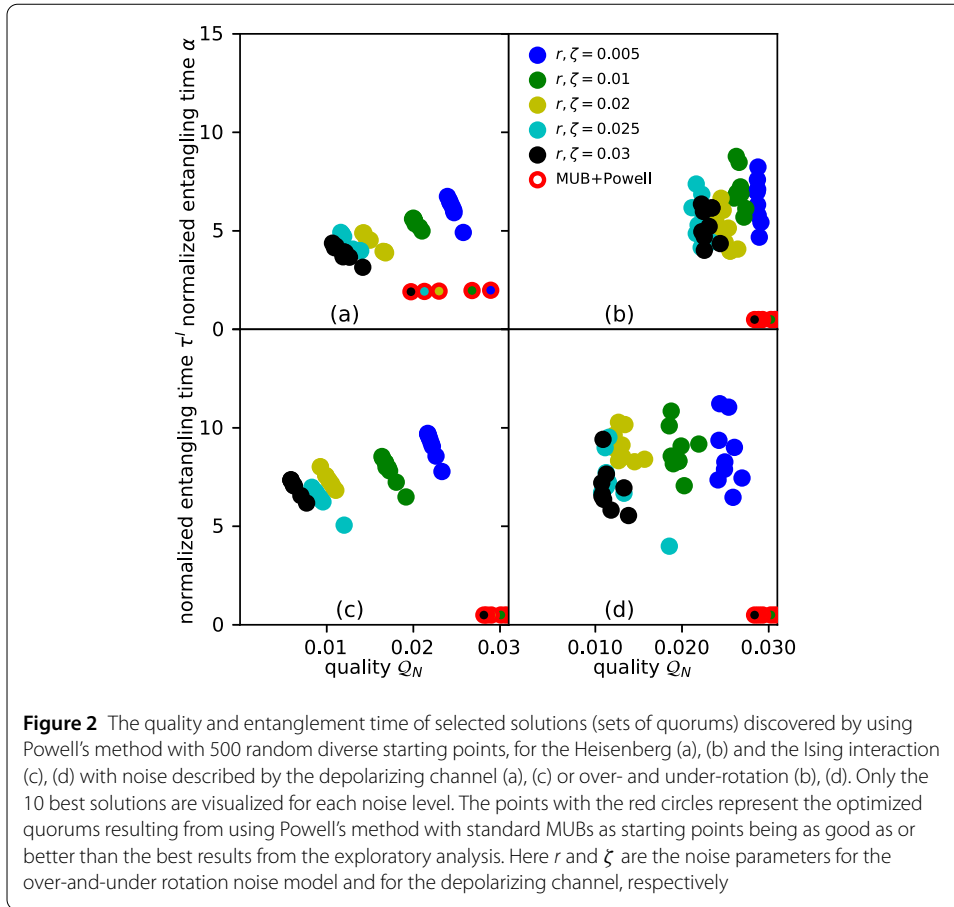 15
10
5
0
normalized entangling time α
(a)
r, ζ = 0.005
r, ζ = 0.01
r, ζ = 0.02
r, ζ = 0.025
r, ζ = 0.03
MUB+Powell
(b)
10
5
0
normalized entangling time τᴵ
(c)
(d)
0.01 0.02 0.03
quality 𝒬_N
0.010 0.020 0.030
quality 𝒬_N
Figure 2 The quality and entanglement time of selected solutions (sets of quorums) discovered by using
Powell’s method with 500 random diverse starting points, for the Heisenberg (a), (b) and the Ising interaction
(c), (d) with noise described by the depolarizing channel (a), (c) or over- and under-rotation (b), (d). Only the
10 best solutions are visualized for each noise level. The points with the red circles represent the optimized
quorums resulting from using Powell’s method with standard MUBs as starting points being as good as or
better than the best results from the exploratory analysis. Here r and ζ are the noise parameters for the
over-and-under rotation noise model and for the depolarizing channel, respectively